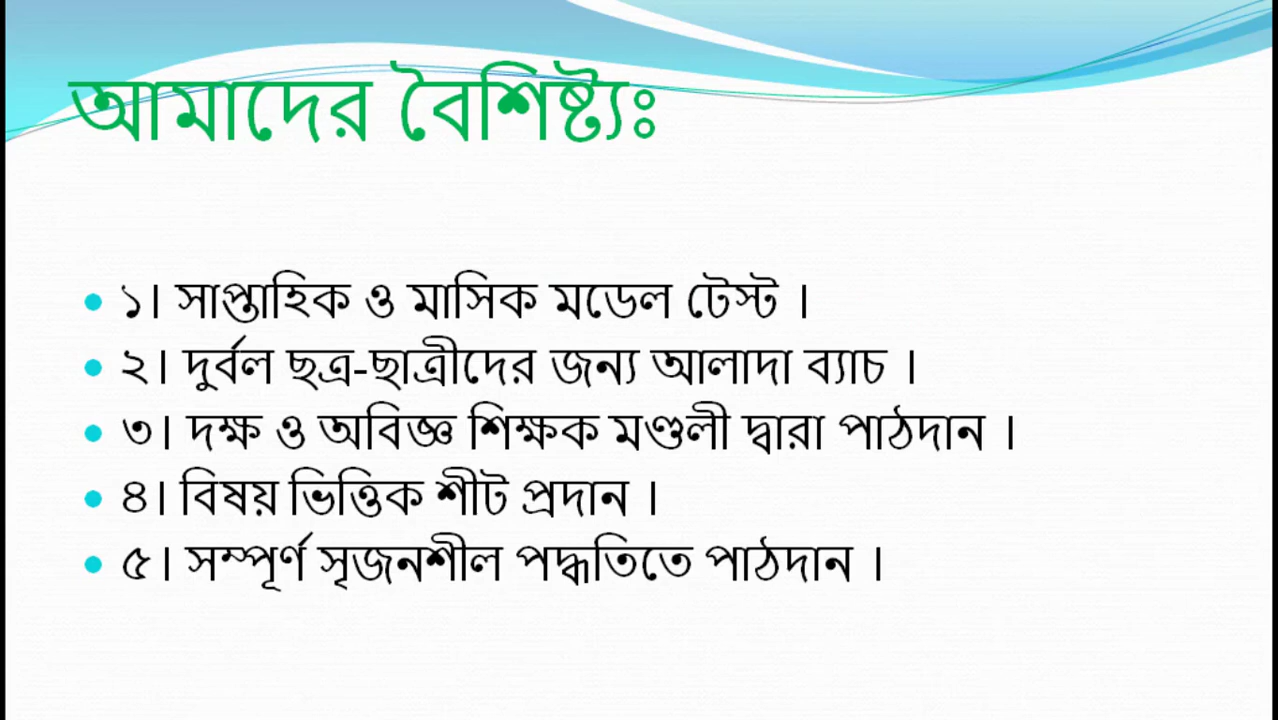 আমাদের বৈশিষ্ট্যঃ
১। সাপ্তাহিক ও মাসিক মডেল টেস্ট ।
২। দুর্বল ছত্র-ছাত্রীদের জন্য আলাদা ব্যাচ ।
৩। দক্ষ ও অবিজ্ঞ শিক্ষক মণ্ডলী দ্বারা পাঠদান ।
৪। বিষয় ভিত্তিক শীট প্রদান ।
৫। সম্পূর্ণ সৃজনশীল পদ্ধতিতে পাঠদান ।